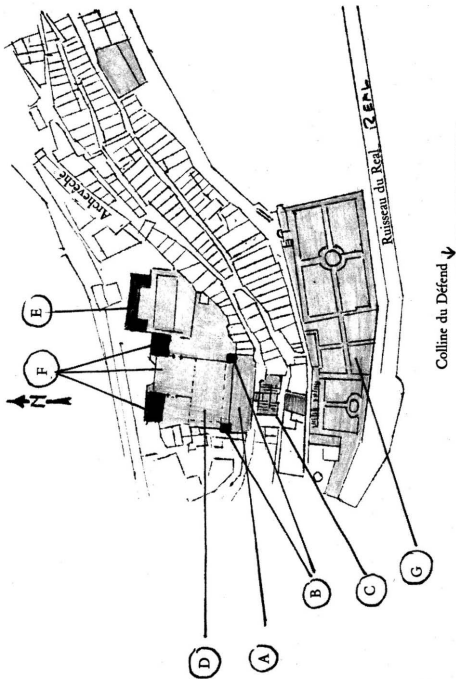 N
F
E
Archevêché
D
A
B
C
G
Ruisseau du Real
REAL
Colline du Défend